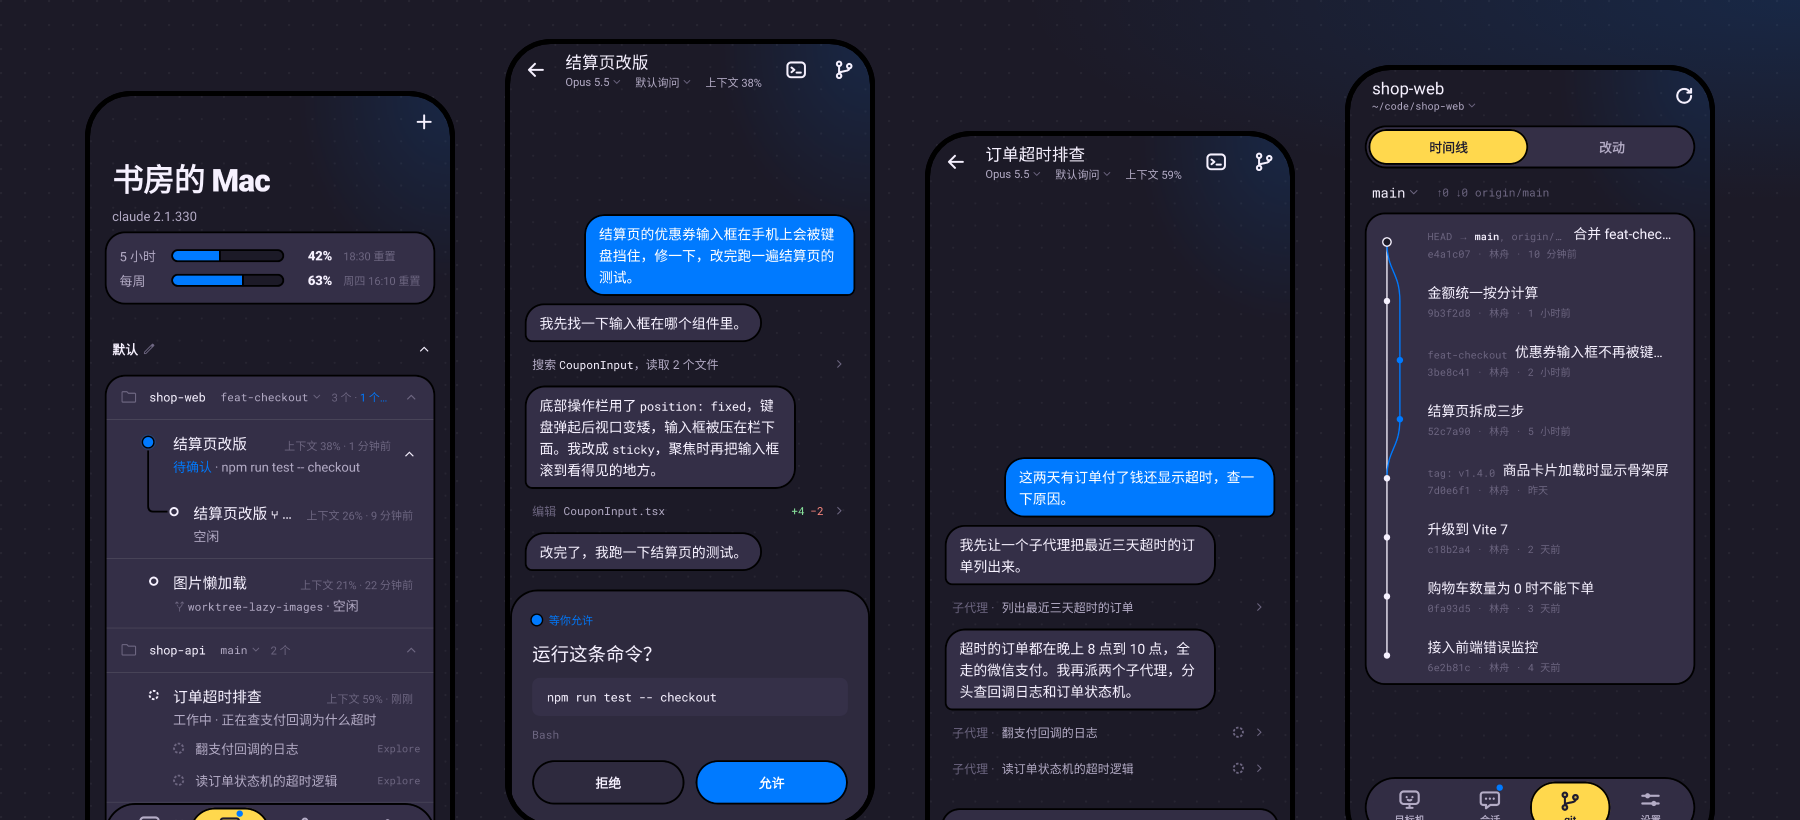 书房的 Mac
claude 2.1.330
5 小时 42% 18:30 重置
每周 63% 周四 16:10 重置
默认
shop-web feat-checkout 3 个 · 1 个…
结算页改版 上下文 38% · 1 分钟前
待确认 · npm run test -- checkout
结算页改版 … 上下文 26% · 9 分钟前
空闲
图片懒加载 上下文 21% · 22 分钟前
worktree-lazy-images · 空闲
shop-api main 2 个
订单超时排查 上下文 59% · 刚刚
工作中 · 正在查支付回调为什么超时
翻支付回调的日志 Explore
读订单状态机的超时逻辑 Explore
结算页改版
Opus 5.5 默认询问 上下文 38%
结算页的优惠券输入框在手机上会被键
盘挡住，修一下，改完跑一遍结算页的
测试。
我先找一下输入框在哪个组件里。
搜索 CouponInput，读取 2 个文件
底部操作栏用了 position: fixed，键
盘弹起后视口变矮，输入框被压在栏下
面。我改成 sticky，聚焦时再把输入框
滚到看得见的地方。
编辑 CouponInput.tsx +4 -2
改完了，我跑一下结算页的测试。
等你允许
运行这条命令？
npm run test -- checkout
Bash
拒绝 允许
订单超时排查
Opus 5.5 默认询问 上下文 59%
这两天有订单付了钱还显示超时，查一
下原因。
我先让一个子代理把最近三天超时的订
单列出来。
子代理 · 列出最近三天超时的订单
超时的订单都在晚上 8 点到 10 点，全
走的微信支付。我再派两个子代理，分
头查回调日志和订单状态机。
子代理 · 翻支付回调的日志
子代理 · 读订单状态机的超时逻辑
shop-web
~/code/shop-web
时间线 改动
main ↑0 ↓0 origin/main
HEAD → main, origin/… 合并 feat-chec…
e4a1c07 · 林舟 · 10 分钟前
金额统一按分计算
9b3f2d8 · 林舟 · 1 小时前
feat-checkout 优惠券输入框不再被键…
3be8c41 · 林舟 · 2 小时前
结算页拆成三步
52c7a90 · 林舟 · 5 小时前
tag: v1.4.0 商品卡片加载时显示骨架屏
7d0e6f1 · 林舟 · 昨天
升级到 Vite 7
c18b2a4 · 林舟 · 2 天前
购物车数量为 0 时不能下单
0fa93d5 · 林舟 · 3 天前
接入前端错误监控
6e2b81c · 林舟 · 4 天前